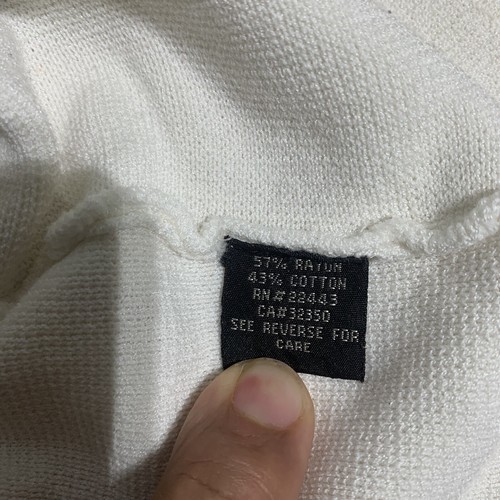 57% RAYON
43% COTTON
RN#22443
CA#32350
SEE REVERSE FOR
CARE